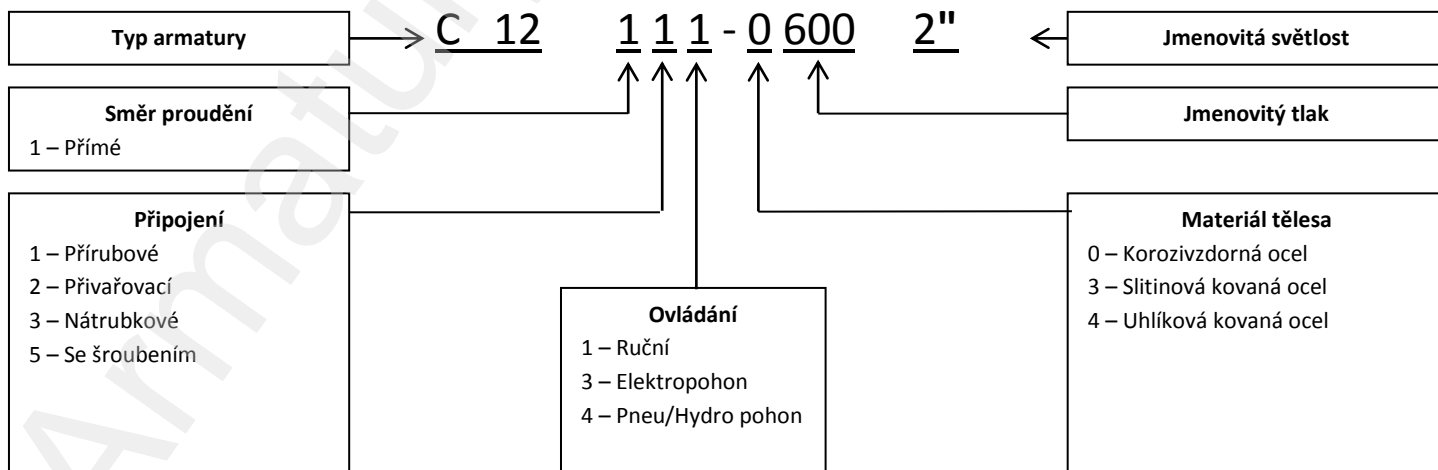 Typ armatury
C 12 1 1 1 - 0 600 2"
Jmenovitá světlost
Směr proudění
1 – Přímé
Jmenovitý tlak
Připojení
1 – Přírubové
2 – Přivařovací
3 – Nátrubkové
5 – Se šroubením
Ovládání
1 – Ruční
3 – Elektropohon
4 – Pneu/Hydro pohon
Materiál tělesa
0 – Korozivzdorná ocel
3 – Slitinová kovaná ocel
4 – Uhlíková kovaná ocel
Armatu